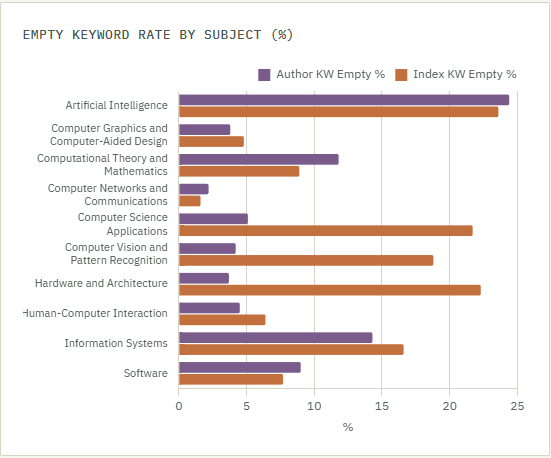 EMPTY KEYWORD RATE BY SUBJECT (%)
Author KW Empty % Index KW Empty %
Artificial Intelligence
Computer Graphics and
Computer-Aided Design
Computational Theory and
Mathematics
Computer Networks and
Communications
Computer Science
Applications
Computer Vision and
Pattern Recognition
Hardware and Architecture
Human-Computer Interaction
Information Systems
Software
0 5 10 15 20 25
%